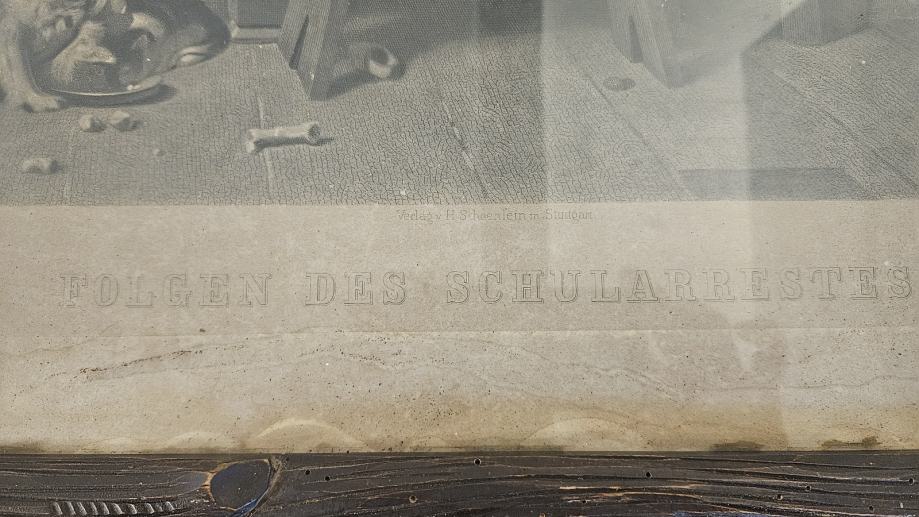 Verlag v. H. Schoenlein in Stuttgart
FOLGEN DES SCHULARRESTES